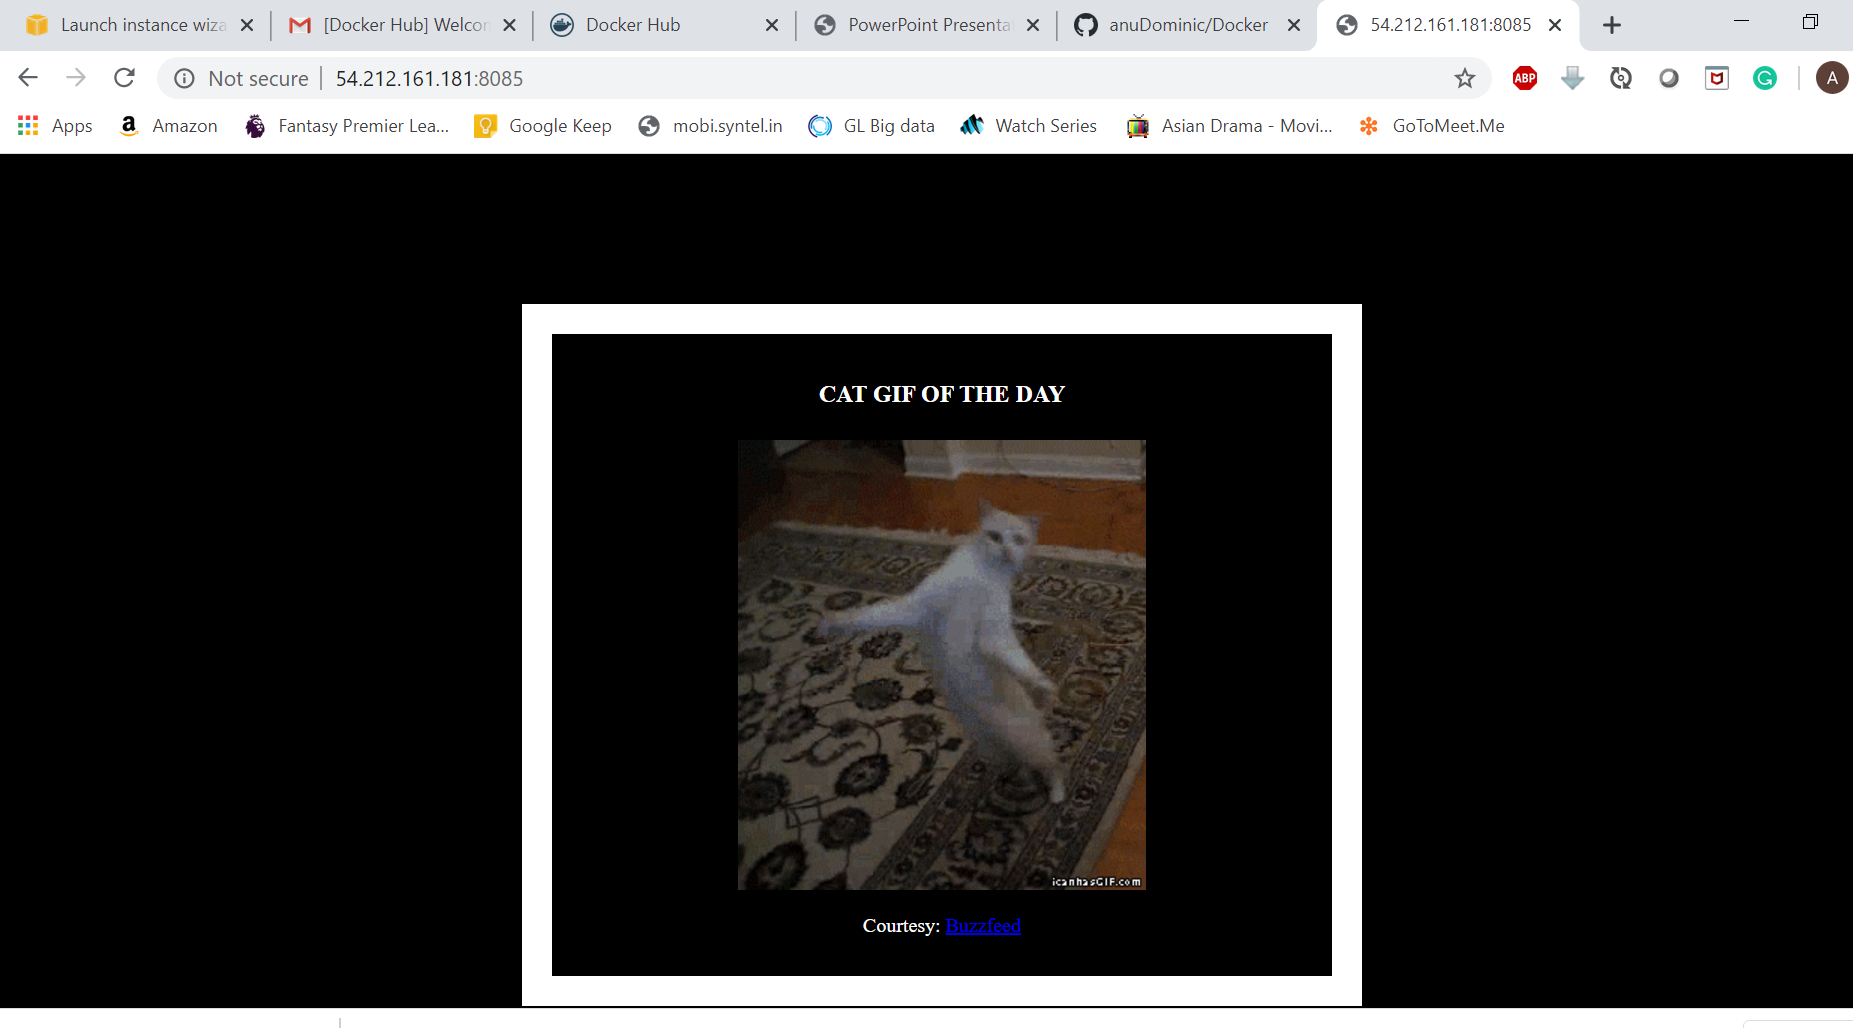 Launch instance wiza
[Docker Hub] Welcor
Docker Hub
PowerPoint Presenta
anuDominic/Docker
54.212.161.181:8085
Not secure
54.212.161.181:8085
ABP
G
A
Apps
a Amazon
Fantasy Premier Lea...
Google Keep
mobi.syntel.in
GL Big data
Watch Series
Asian Drama - Movi...
GoToMeet.Me
CAT GIF OF THE DAY
icanhasGIF.com
Courtesy: Buzzfeed